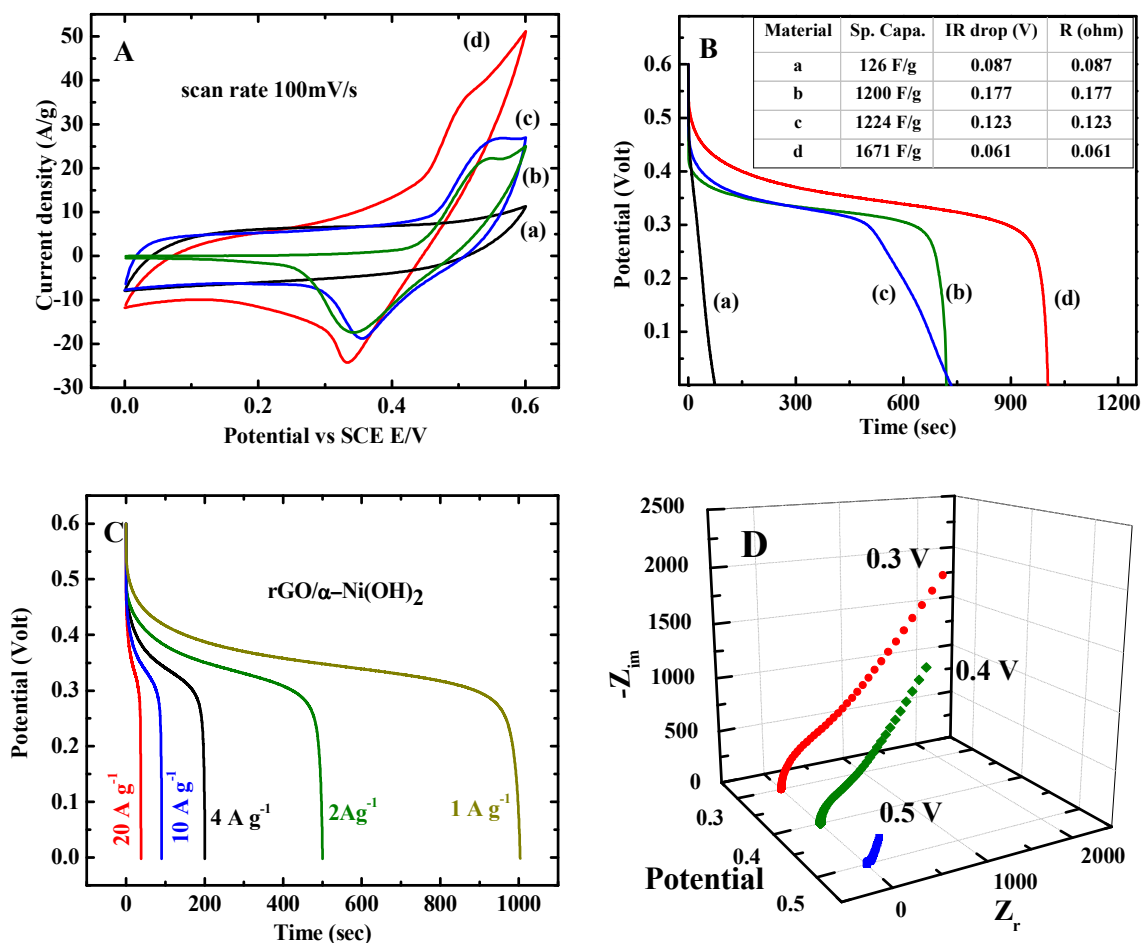 A
scan rate 100mV/s
(d)
(c)
(b)
(a)
50
40
30
20
10
0
-10
-20
-30
Current density (A/g)
0.0 0.2 0.4 0.6
Potential vs SCE E/V
B
Material Sp. Capa. IR drop (V) R (ohm)
a 126 F/g 0.087 0.087
b 1200 F/g 0.177 0.177
c 1224 F/g 0.123 0.123
d 1671 F/g 0.061 0.061
0.6
0.5
0.4
0.3
0.2
0.1
Potential (Volt)
(a)
(c)
(b)
(d)
0 300 600 900 1200
Time (sec)
C
rGO/α–Ni(OH)2
0.6
0.5
0.4
0.3
0.2
0.1
0.0
Potential (Volt)
20 A g-1
10 A g-1
4 A g-1
2Ag-1
1 A g-1
0 200 400 600 800 1000
Time (sec)
D
0.3 V
0.4 V
0.5 V
2500
2000
1500
1000
500
0
-Zim
0.3
0.4
0.5
Potential
0
1000
2000
Zr